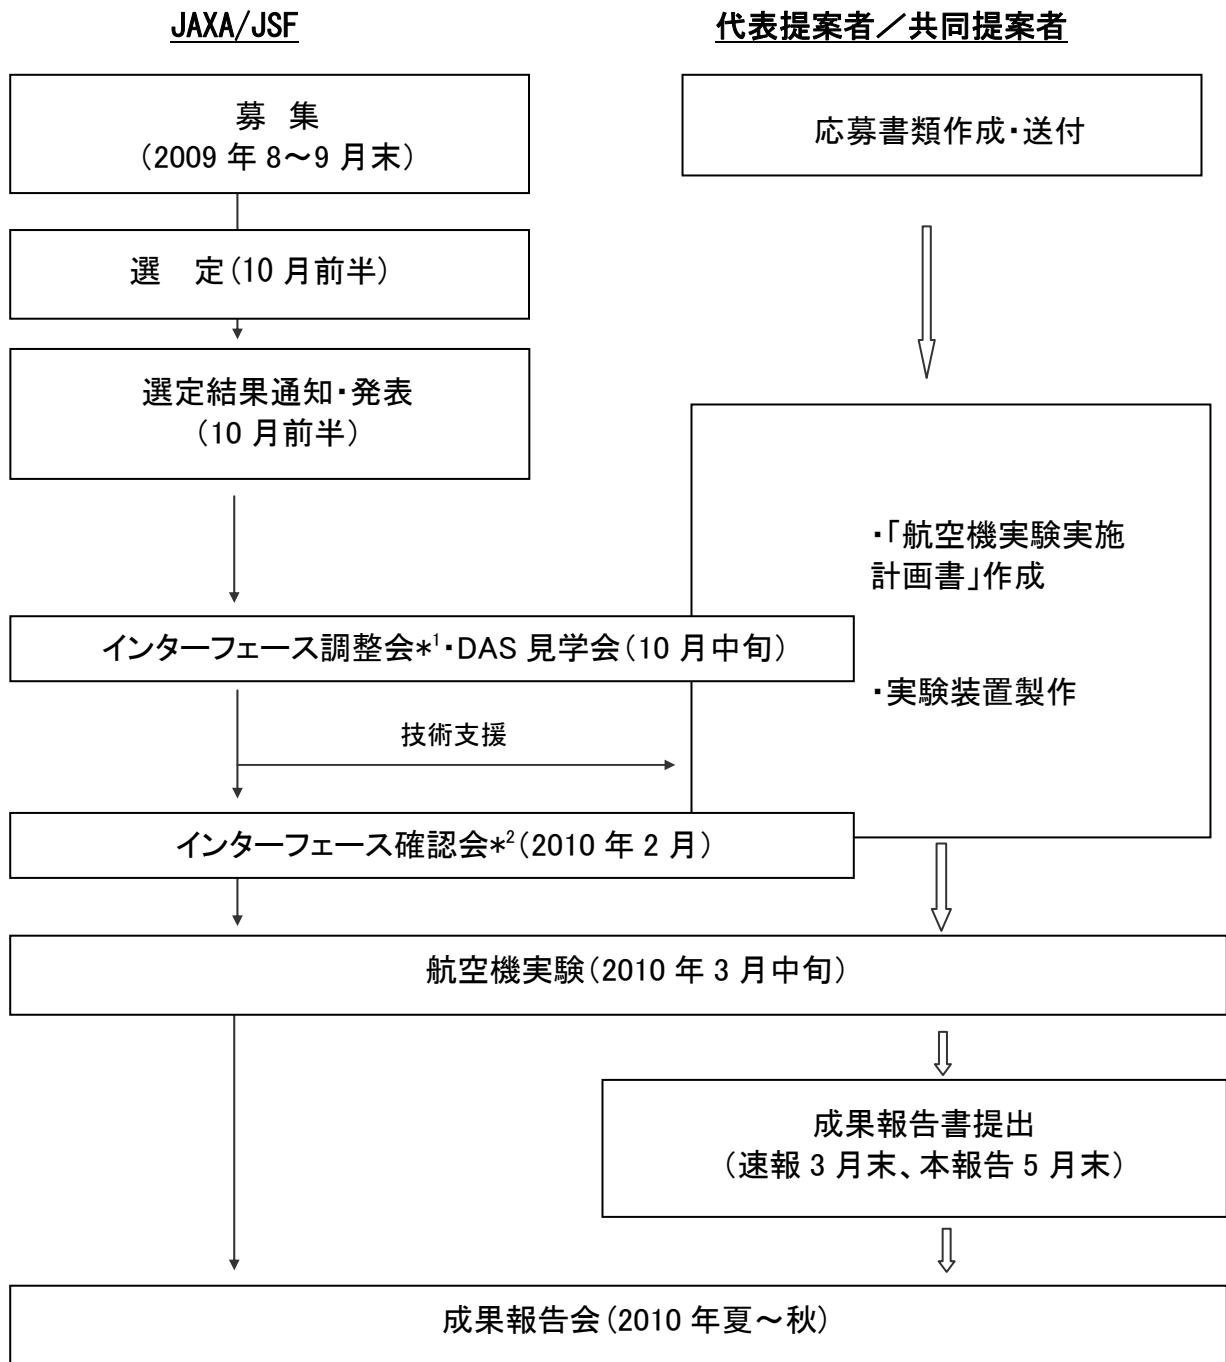 JAXA/JSF
代表提案者／共同提案者
募 集
（2009 年 8～9 月末）
応募書類作成・送付
選 定（10 月前半）
選定結果通知・発表
（10 月前半）
・「航空機実験実施
計画書」作成
インターフェース調整会*1・DAS 見学会（10 月中旬）
・実験装置製作
技術支援
インターフェース確認会*2（2010 年 2 月）
航空機実験（2010 年 3 月中旬）
成果報告書提出
（速報 3 月末、本報告 5 月末）
成果報告会（2010 年夏～秋）